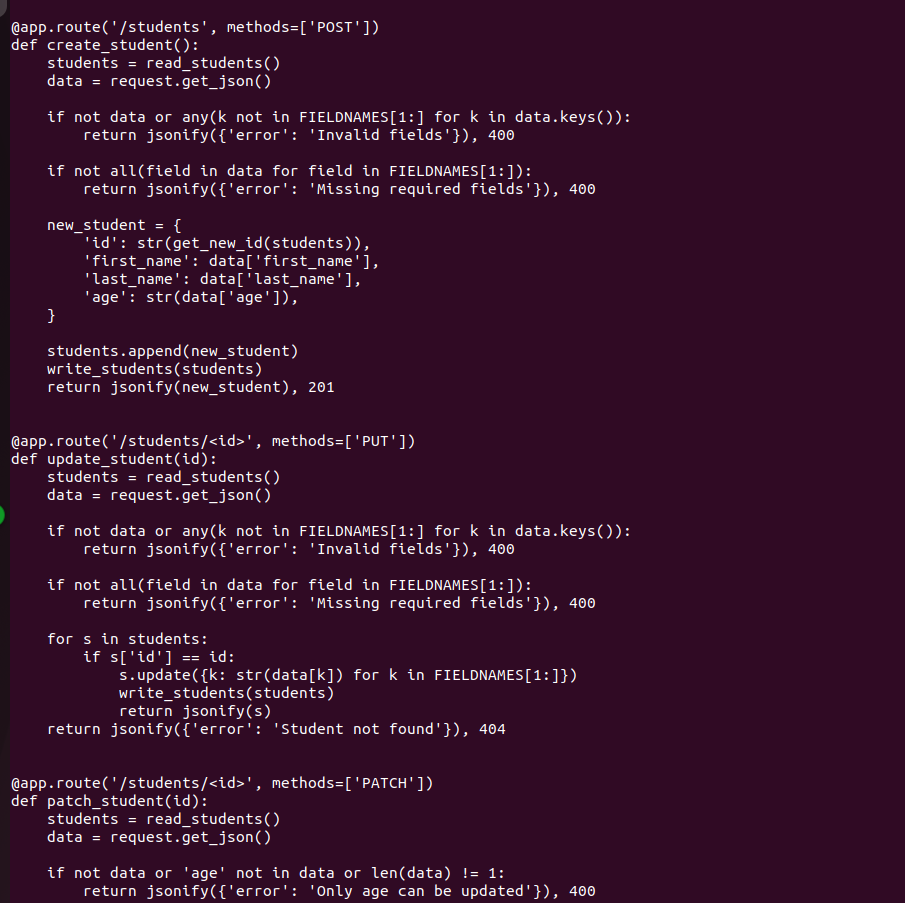 @app.route('/students', methods=['POST'])
def create_student():
    students = read_students()
    data = request.get_json()

    if not data or any(k not in FIELDNAMES[1:] for k in data.keys()):
        return jsonify({'error': 'Invalid fields'}), 400

    if not all(field in data for field in FIELDNAMES[1:]):
        return jsonify({'error': 'Missing required fields'}), 400

    new_student = {
        'id': str(get_new_id(students)),
        'first_name': data['first_name'],
        'last_name': data['last_name'],
        'age': str(data['age']),
    }

    students.append(new_student)
    write_students(students)
    return jsonify(new_student), 201


@app.route('/students/<id>', methods=['PUT'])
def update_student(id):
    students = read_students()
    data = request.get_json()

    if not data or any(k not in FIELDNAMES[1:] for k in data.keys()):
        return jsonify({'error': 'Invalid fields'}), 400

    if not all(field in data for field in FIELDNAMES[1:]):
        return jsonify({'error': 'Missing required fields'}), 400

    for s in students:
        if s['id'] == id:
            s.update({k: str(data[k]) for k in FIELDNAMES[1:]})
            write_students(students)
            return jsonify(s)
    return jsonify({'error': 'Student not found'}), 404


@app.route('/students/<id>', methods=['PATCH'])
def patch_student(id):
    students = read_students()
    data = request.get_json()

    if not data or 'age' not in data or len(data) != 1:
        return jsonify({'error': 'Only age can be updated'}), 400